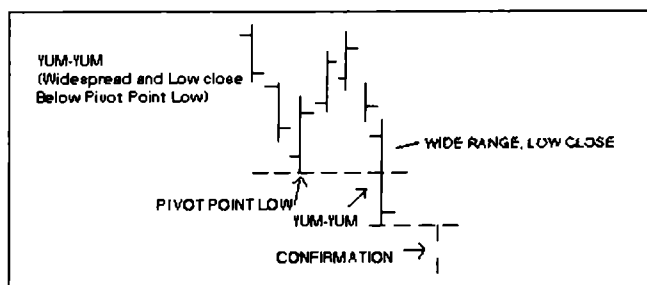 YUM-YUM
(Widespread and Low close
Below Pivot Point Low)
WIDE RANGE, LOW CLOSE
PIVOT POINT LOW
YUM-YUM
CONFIRMATION